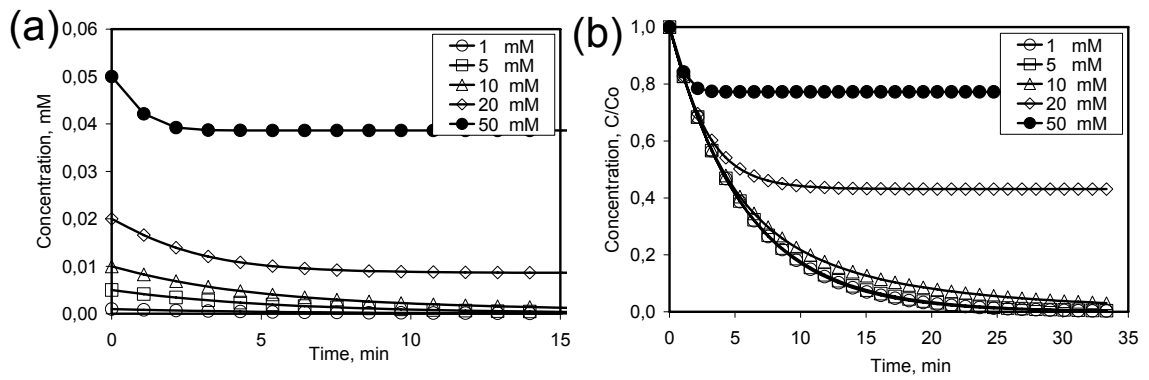 (a)
Concentration, mM
0,06
0,05
0,04
0,03
0,02
0,01
0,00
0 5 10 15
Time, min
1 mM
5 mM
10 mM
20 mM
50 mM
(b)
Concentration, C/Co
1,0
0,8
0,6
0,4
0,2
0,0
0 5 10 15 20 25 30 35
Time, min
1 mM
5 mM
10 mM
20 mM
50 mM